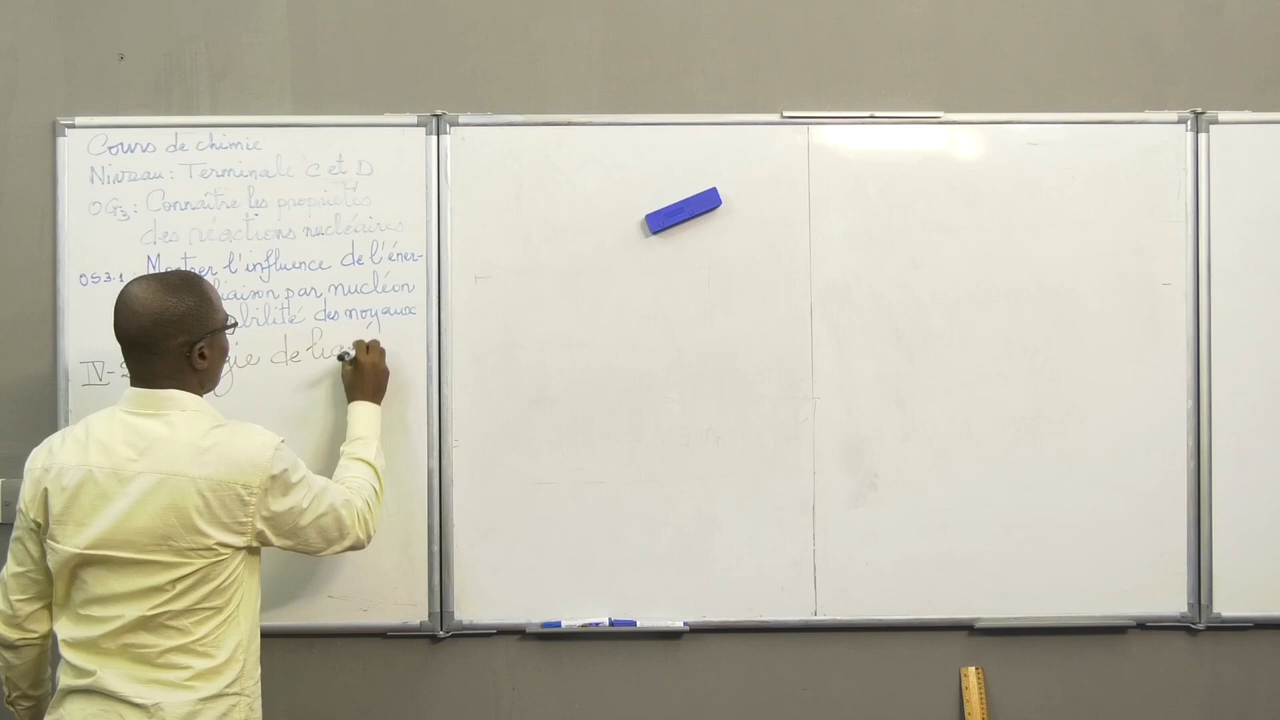 Cours de chimie
Niveau : Terminale C et D
OG3 : Connaître les propriétés
des réactions nucléaires
OS3.1 Montrer l'influence de l'éner-
liaison par nucléon
des noyaux
IV- de